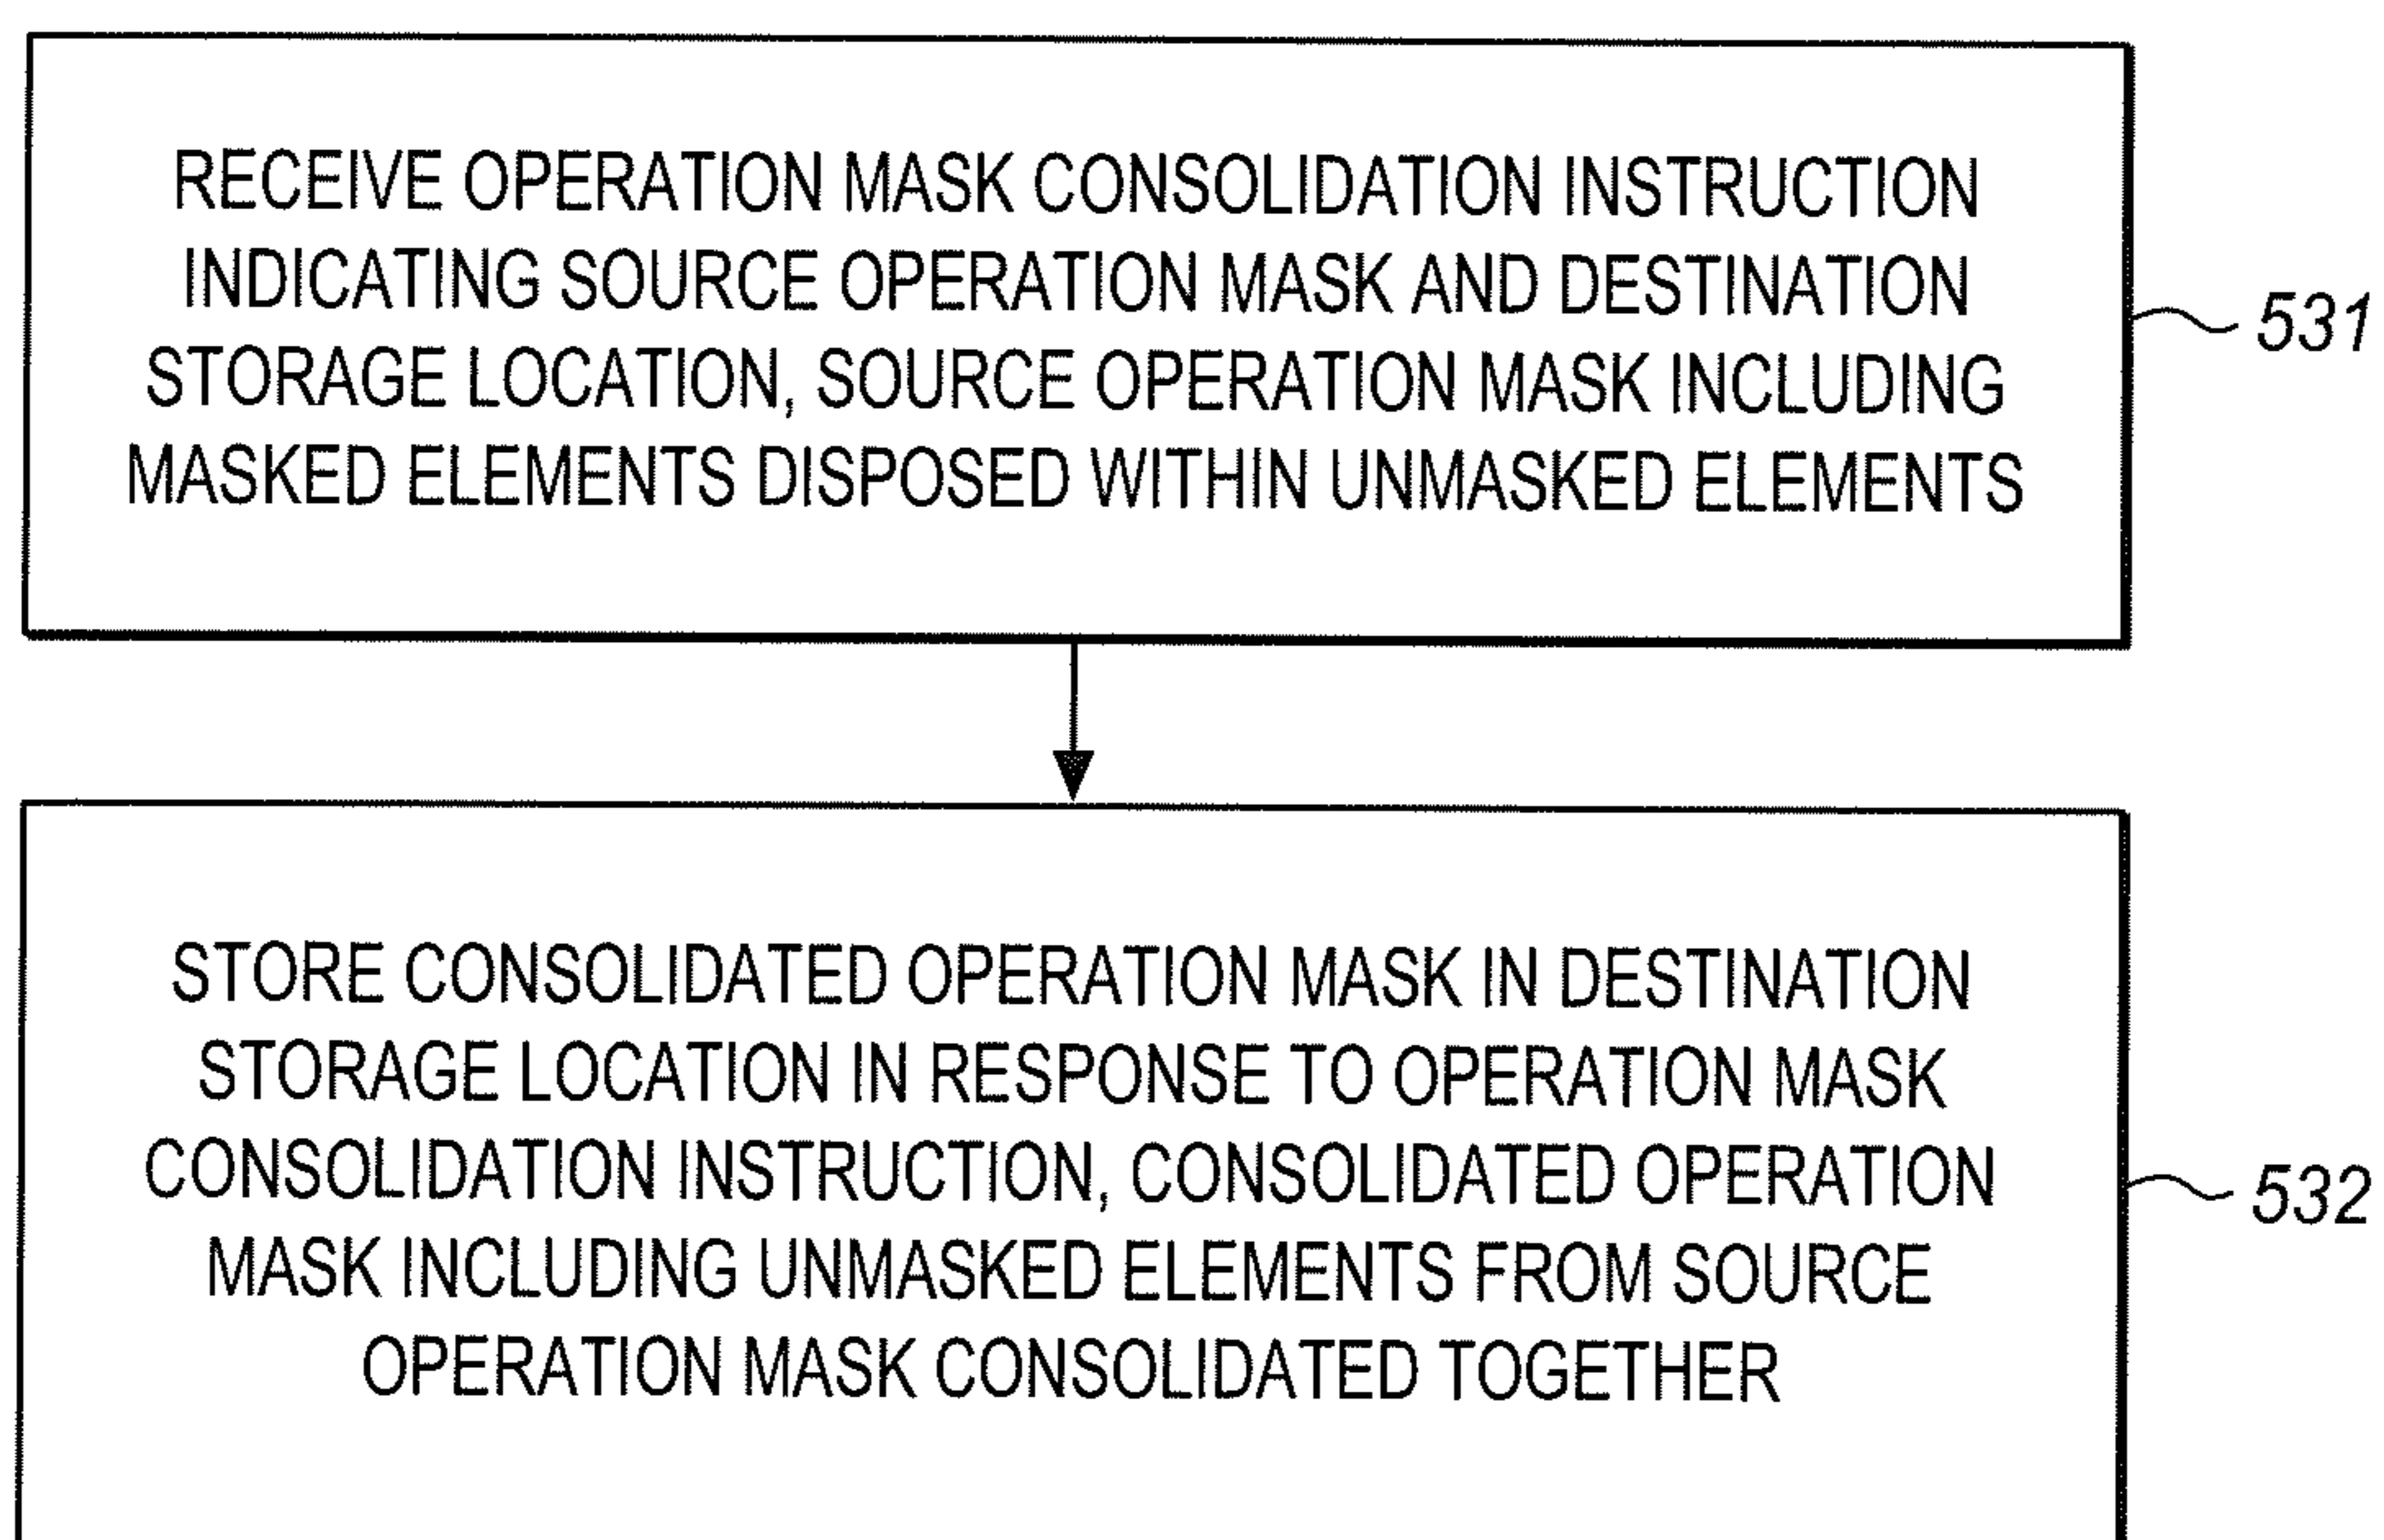 RECEIVE OPERATION MASK CONSOLIDATION INSTRUCTION
INDICATING SOURCE OPERATION MASK AND DESTINATION
STORAGE LOCATION, SOURCE OPERATION MASK INCLUDING
MASKED ELEMENTS DISPOSED WITHIN UNMASKED ELEMENTS
531
STORE CONSOLIDATED OPERATION MASK IN DESTINATION
STORAGE LOCATION IN RESPONSE TO OPERATION MASK
CONSOLIDATION INSTRUCTION, CONSOLIDATED OPERATION
MASK INCLUDING UNMASKED ELEMENTS FROM SOURCE
OPERATION MASK CONSOLIDATED TOGETHER
532